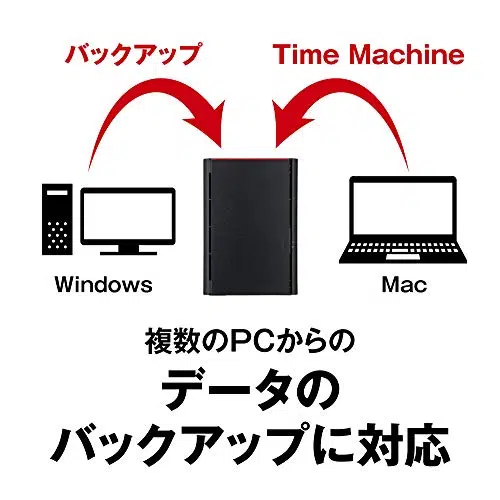 バックアップ
Time Machine
Windows
Mac
複数のPCからの
データの
バックアップに対応